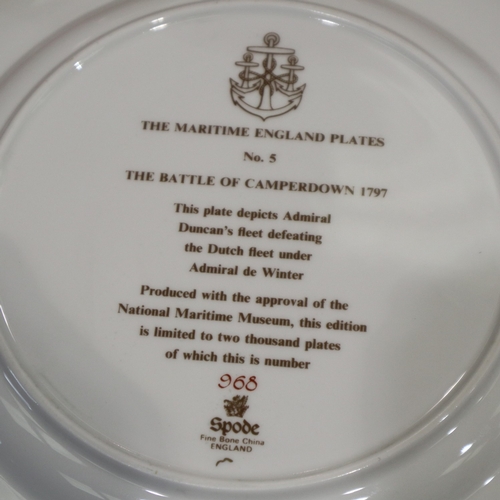 THE MARITIME ENGLAND PLATES
No. 5
THE BATTLE OF CAMPERDOWN 1797
This plate depicts Admiral
Duncan's fleet defeating
the Dutch fleet under
Admiral de Winter
Produced with the approval of the
National Maritime Museum, this edition
is limited to two thousand plates
of which this is number
968
Spode
Fine Bone China
ENGLAND